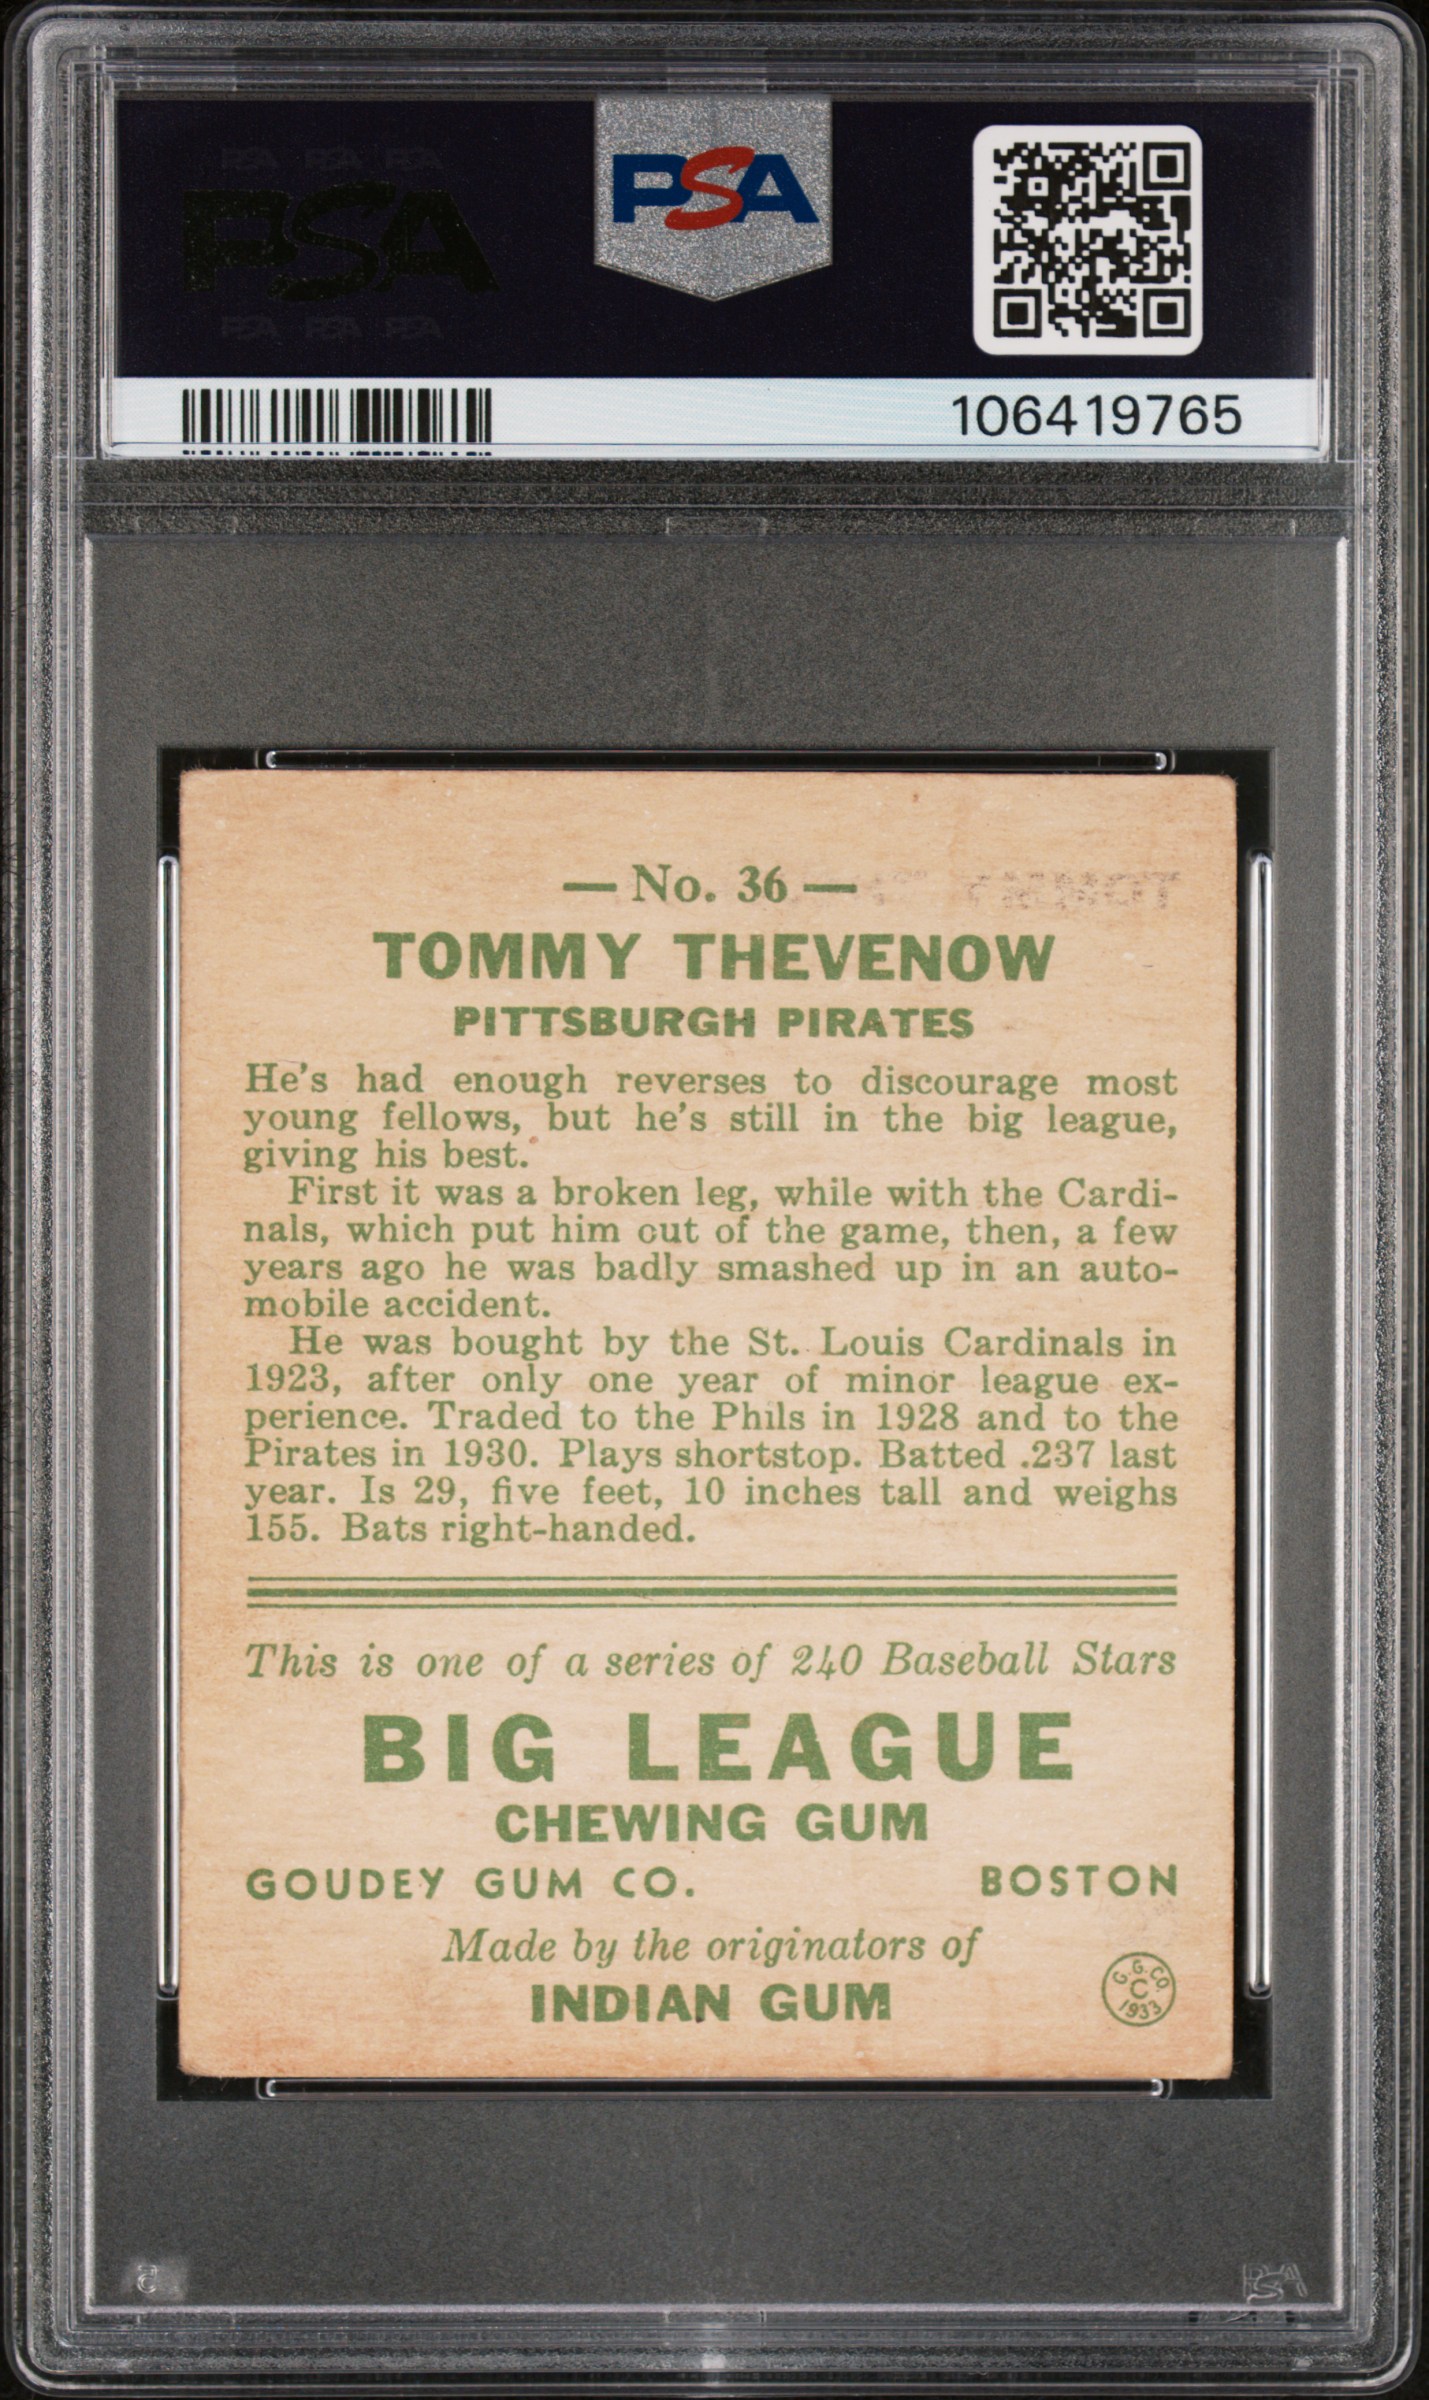 PSA PSA PSA
PSA
PSA PSA PSA
PSA
106419765
— No. 36 —
TOMMY THEVENOW
PITTSBURGH PIRATES
He's had enough reverses to discourage most
young fellows, but he's still in the big league,
giving his best.
First it was a broken leg, while with the Cardi-
nals, which put him out of the game, then, a few
years ago he was badly smashed up in an auto-
mobile accident.
He was bought by the St. Louis Cardinals in
1923, after only one year of minor league ex-
perience. Traded to the Phils in 1928 and to the
Pirates in 1930. Plays shortstop. Batted .237 last
year. Is 29, five feet, 10 inches tall and weighs
155. Bats right-handed.
This is one of a series of 240 Baseball Stars
BIG LEAGUE
CHEWING GUM
GOUDEY GUM CO. BOSTON
Made by the originators of
INDIAN GUM
G. G. CO.
C
1933
PSA